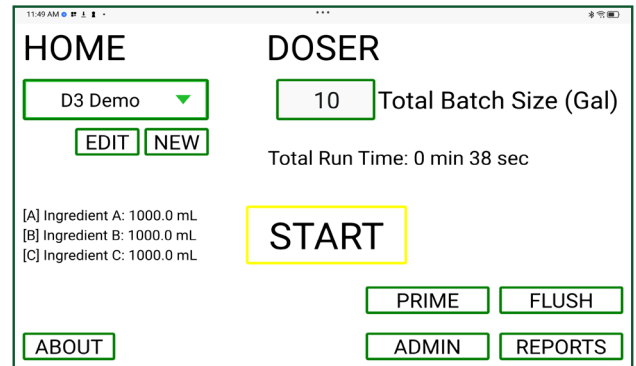 11:49 AM
HOME
DOSER
D3 Demo
10
Total Batch Size (Gal)
EDIT
NEW
Total Run Time: 0 min 38 sec
[A] Ingredient A: 1000.0 mL
[B] Ingredient B: 1000.0 mL
[C] Ingredient C: 1000.0 mL
START
PRIME
FLUSH
ABOUT
ADMIN
REPORTS